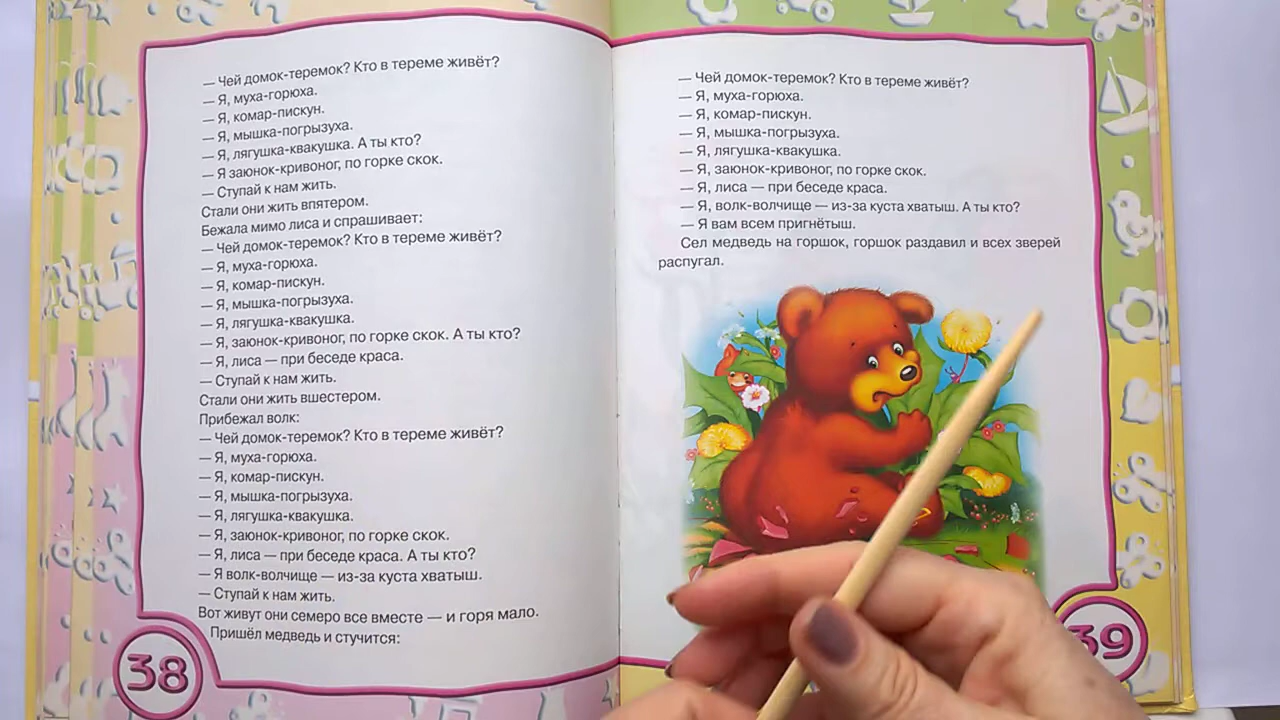 — Чей домок-теремок? Кто в тереме живёт?
— Я, муха-горюха.
— Я, комар-пискун.
— Я, мышка-погрызуха.
— Я, лягушка-квакушка. А ты кто?
— Я заюнок-кривоног, по горке скок.
— Ступай к нам жить.
Стали они жить впятером.
Бежала мимо лиса и спрашивает:
— Чей домок-теремок? Кто в тереме живёт?
— Я, муха-горюха.
— Я, комар-пискун.
— Я, мышка-погрызуха.
— Я, лягушка-квакушка.
— Я, заюнок-кривоног, по горке скок. А ты кто?
— Я, лиса — при беседе краса.
— Ступай к нам жить.
Стали они жить вшестером.
Прибежал волк:
— Чей домок-теремок? Кто в тереме живёт?
— Я, муха-горюха.
— Я, комар-пискун.
— Я, мышка-погрызуха.
— Я, лягушка-квакушка.
— Я, заюнок-кривоног, по горке скок.
— Я, лиса — при беседе краса. А ты кто?
— Я волк-волчище — из-за куста хватыш.
— Ступай к нам жить.
Вот живут они семеро все вместе — и горя мало.
Пришёл медведь и стучится:
38
— Чей домок-теремок? Кто в тереме живёт?
— Я, муха-горюха.
— Я, комар-пискун.
— Я, мышка-погрызуха.
— Я, лягушка-квакушка.
— Я, заюнок-кривоног, по горке скок.
— Я, лиса — при беседе краса.
— Я, волк-волчище — из-за куста хватыш. А ты кто?
— Я вам всем пригнётыш.
Сел медведь на горшок, горшок раздавил и всех зверей
распугал.
39